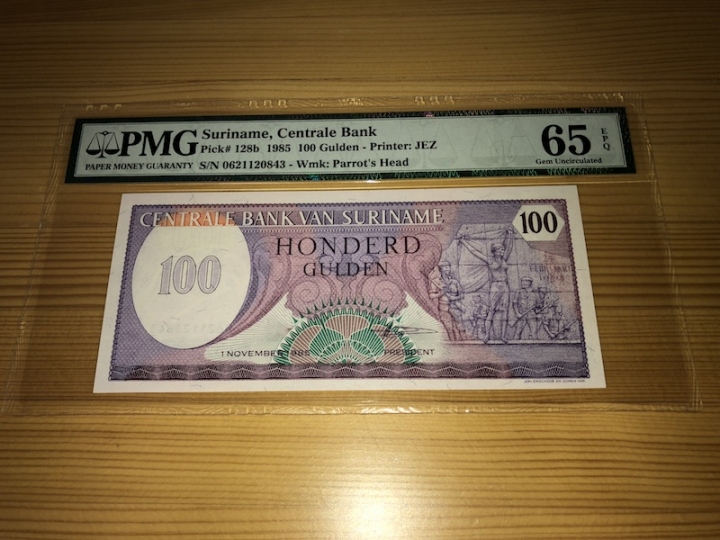 PMG
PAPER MONEY GUARANTY
Suriname, Centrale Bank
Pick# 128b 1985 100 Gulden - Printer: JEZ
S/N 0621120843 - Wmk: Parrot's Head
65 EPQ
Gem Uncirculated
CENTRALE BANK VAN SURINAME
100
HONDERD
GULDEN
100
1 NOVEMBER 1985
PRESIDENT